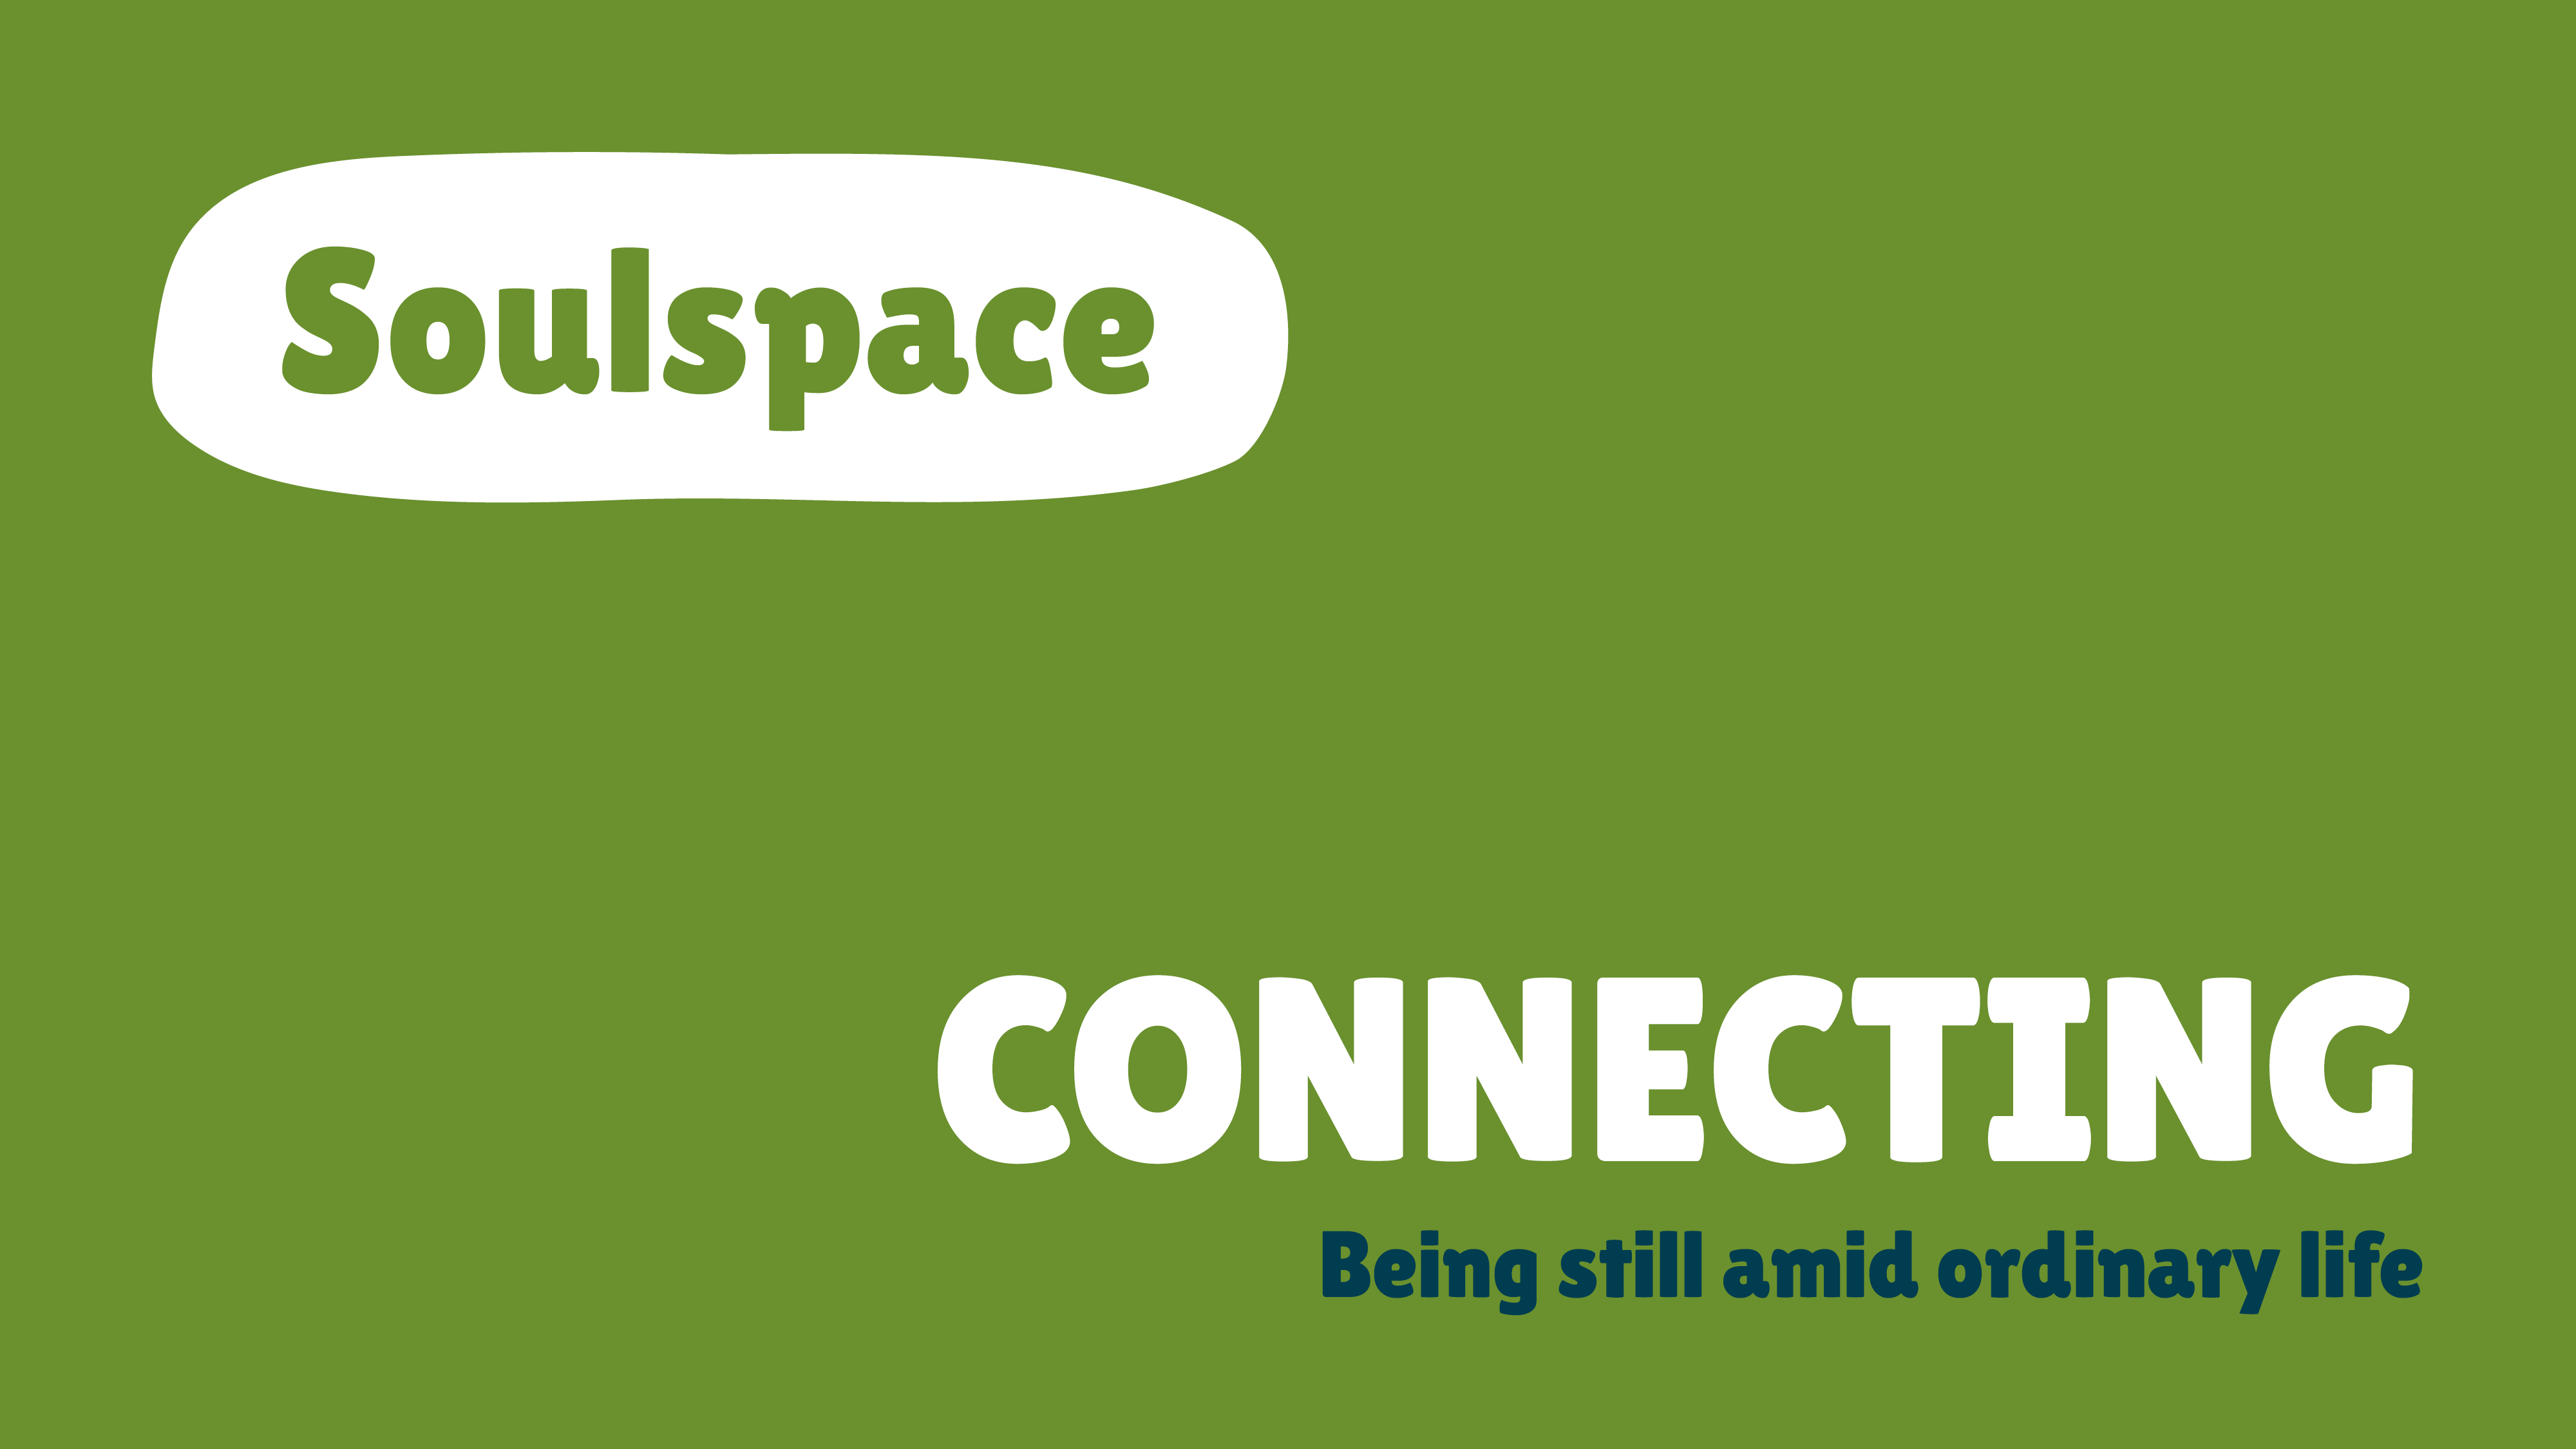 Soulspace
CONNECTING
Being still amid ordinary life